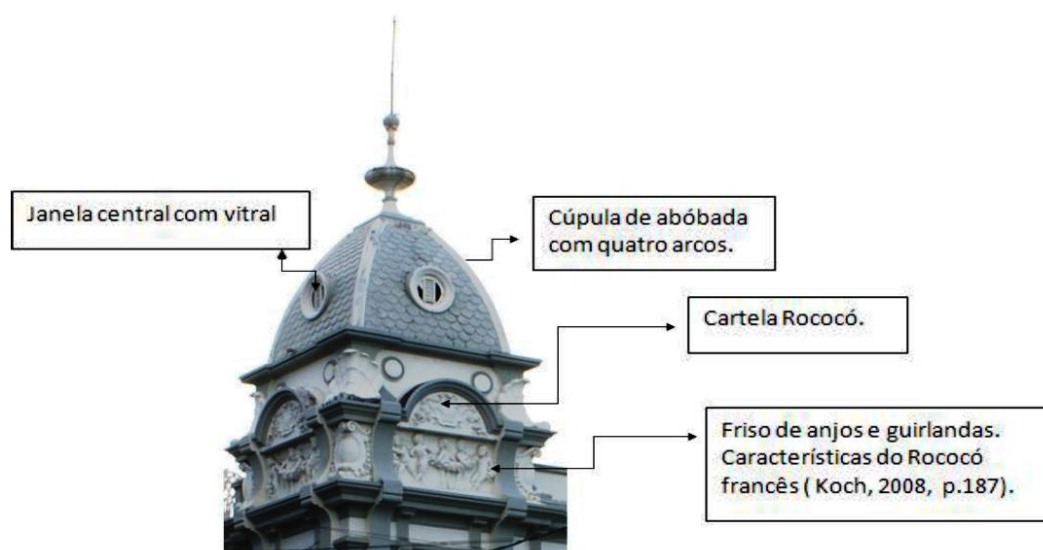 Janela central com vitral
Cúpula de abóbada
com quatro arcos.
Cartela Rococó.
Friso de anjos e guirlandas.
Características do Rococó
francês ( Koch, 2008, p.187).